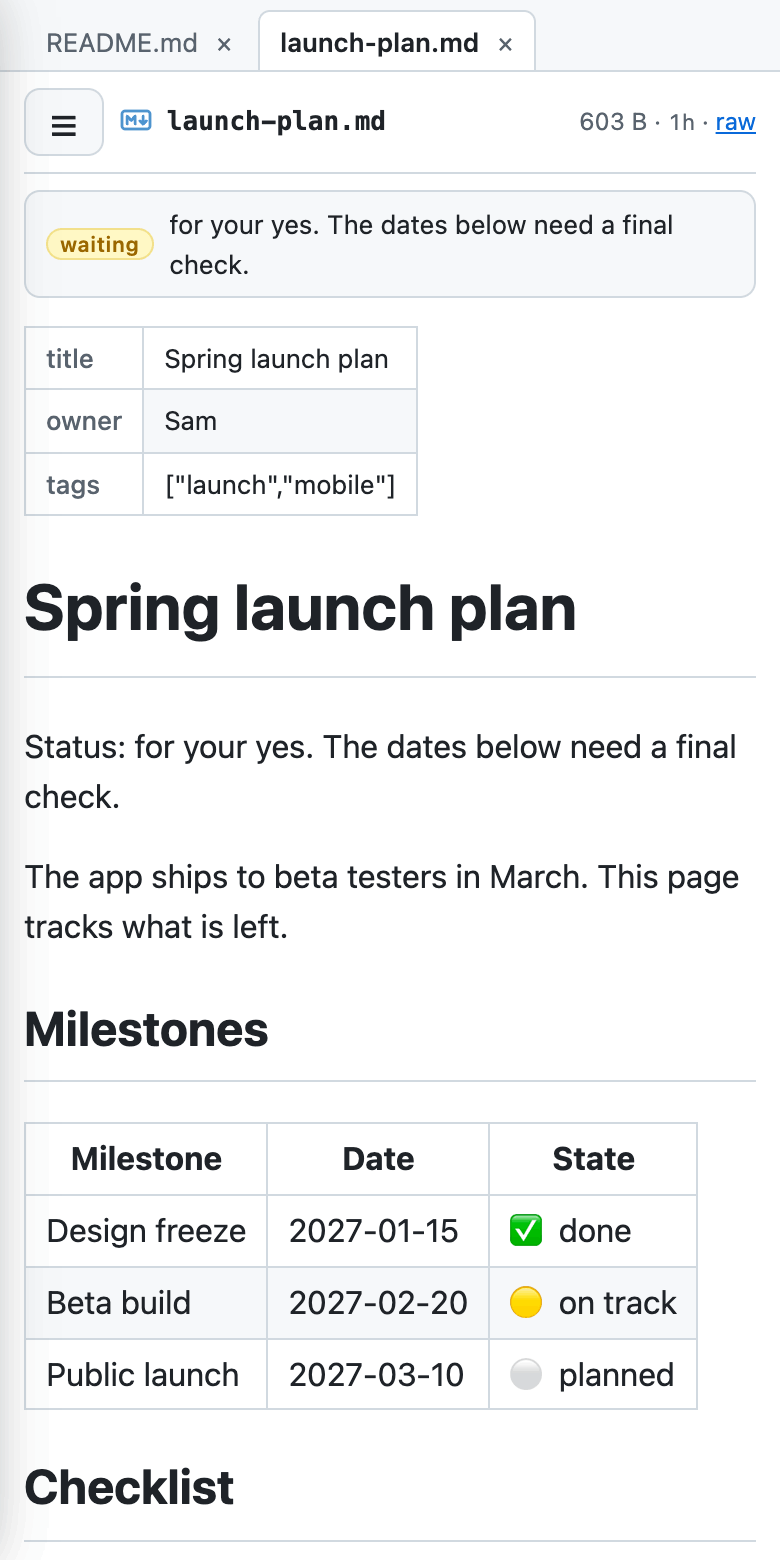 README.md ×
launch-plan.md ×
☰
launch-plan.md
603 B · 1h · raw
waiting
for your yes. The dates below need a final
check.
title Spring launch plan
owner Sam
tags ["launch","mobile"]
Spring launch plan
Status: for your yes. The dates below need a final
check.
The app ships to beta testers in March. This page
tracks what is left.
Milestones
Milestone Date State
Design freeze 2027-01-15 ✅ done
Beta build 2027-02-20 🟡 on track
Public launch 2027-03-10 ⚪ planned
Checklist